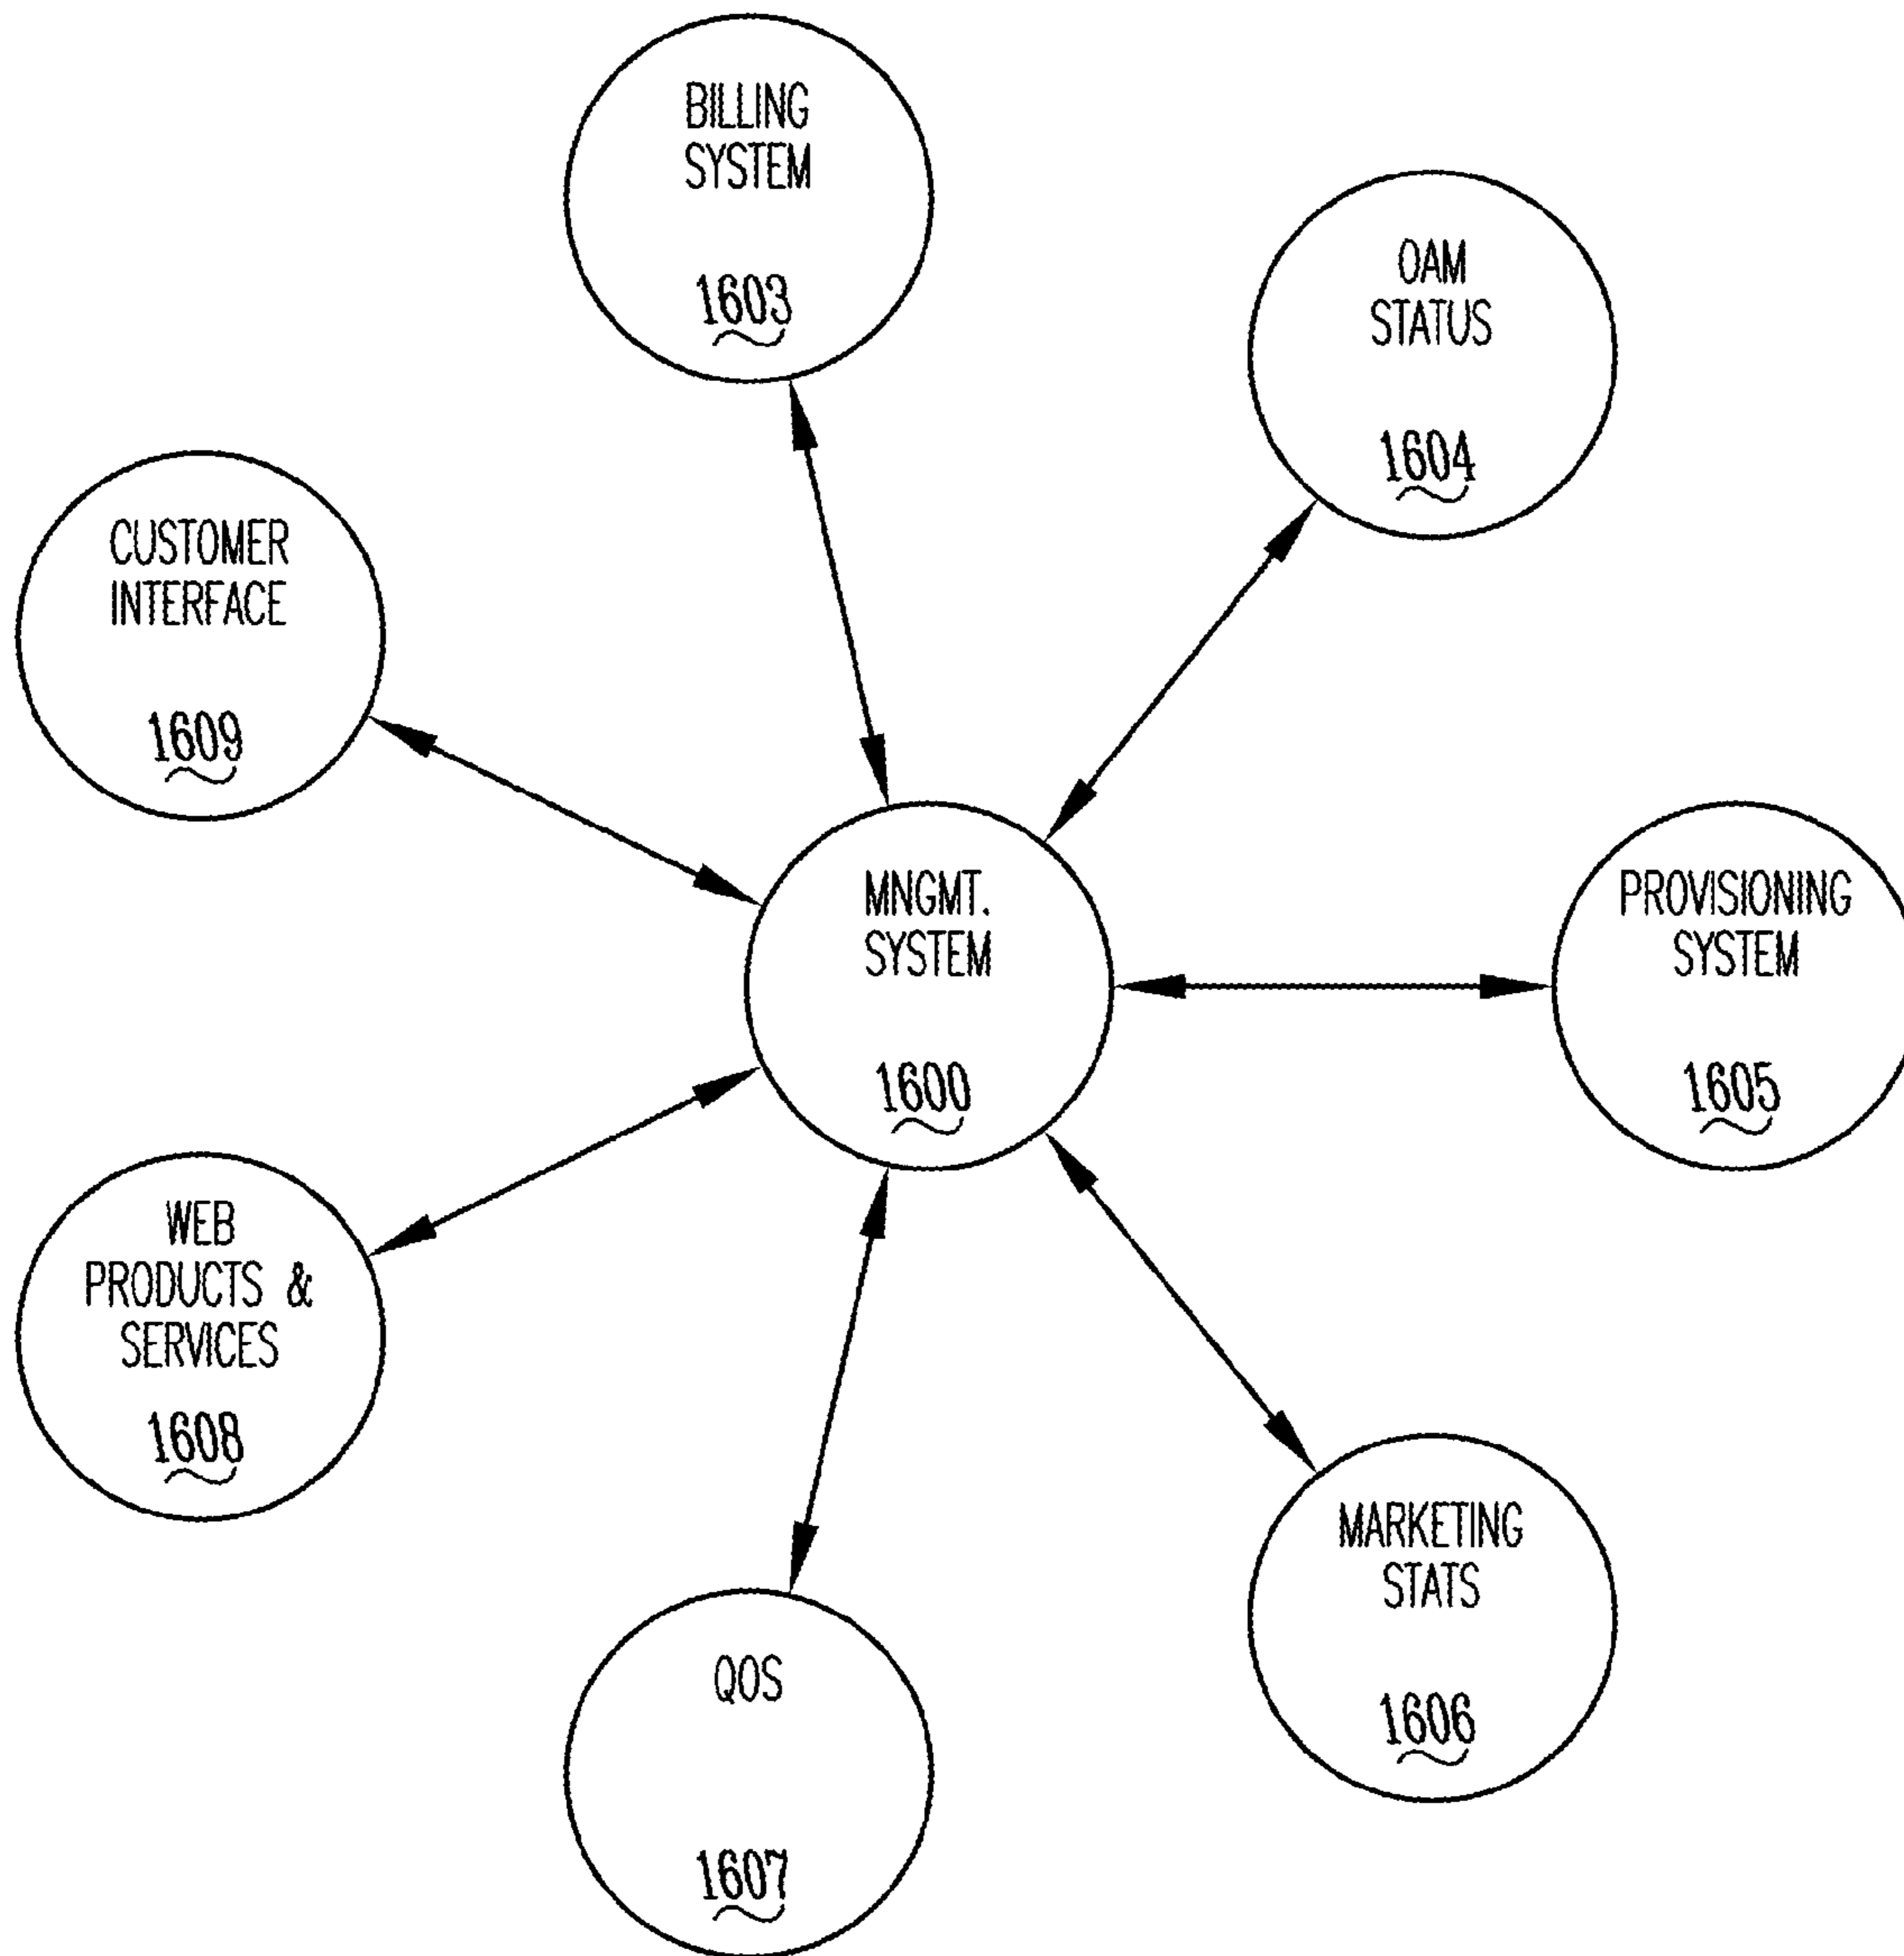 BILLING
SYSTEM
1603
OAM
STATUS
1604
CUSTOMER
INTERFACE
1609
MNGMT.
SYSTEM
1600
PROVISIONING
SYSTEM
1605
WEB
PRODUCTS &
SERVICES
1608
MARKETING
STATS
1606
QOS
1607